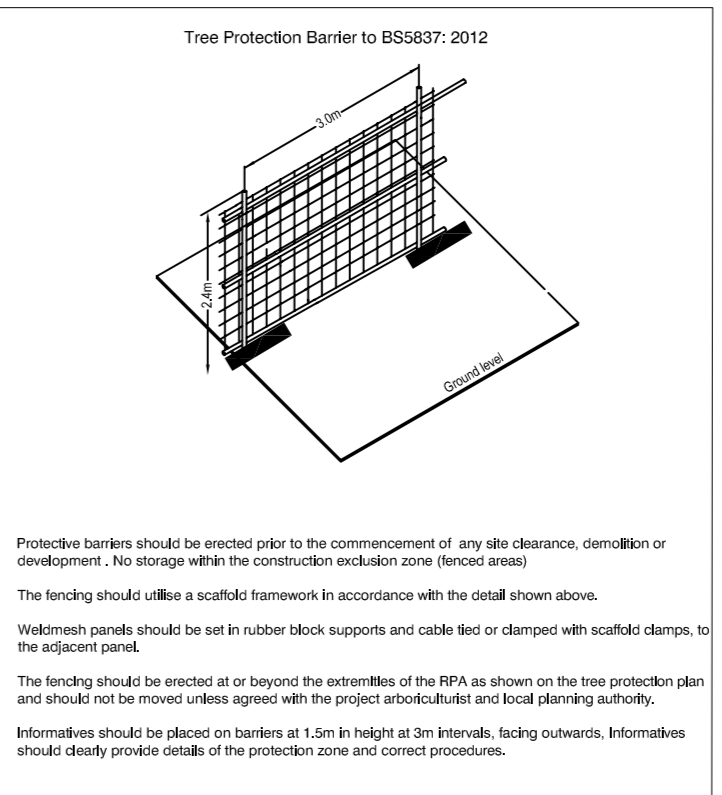 Tree Protection Barrier to BS5837: 2012
3.0m
2.4m
Ground level
Protective barriers should be erected prior to the commencement of any site clearance, demolition or
development . No storage within the construction exclusion zone (fenced areas)
The fencing should utilise a scaffold framework in accordance with the detail shown above.
Weldmesh panels should be set in rubber block supports and cable tied or clamped with scaffold clamps, to
the adjacent panel.
The fencing should be erected at or beyond the extremities of the RPA as shown on the tree protection plan
and should not be moved unless agreed with the project arboriculturist and local planning authority.
Informatives should be placed on barriers at 1.5m in height at 3m intervals, facing outwards, Informatives
should clearly provide details of the protection zone and correct procedures.